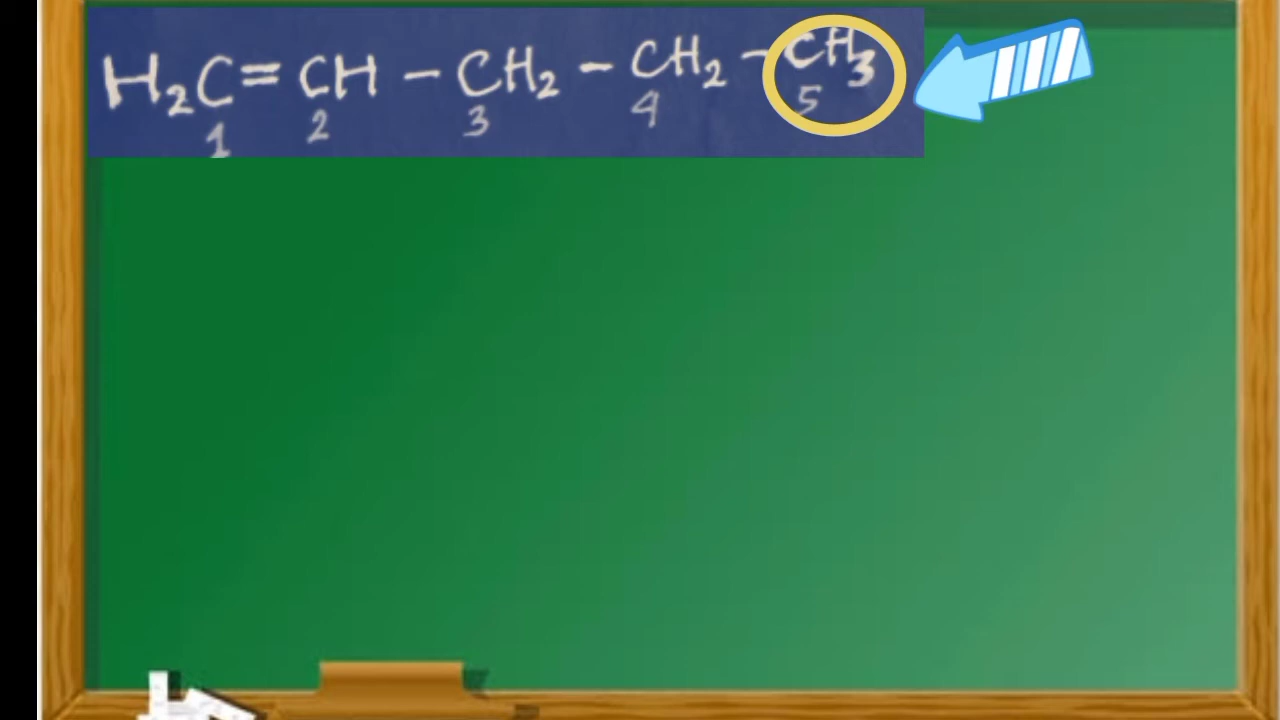 H₂C = CH – CH₂ – CH₂ – CH₃
1 2 3 4 5